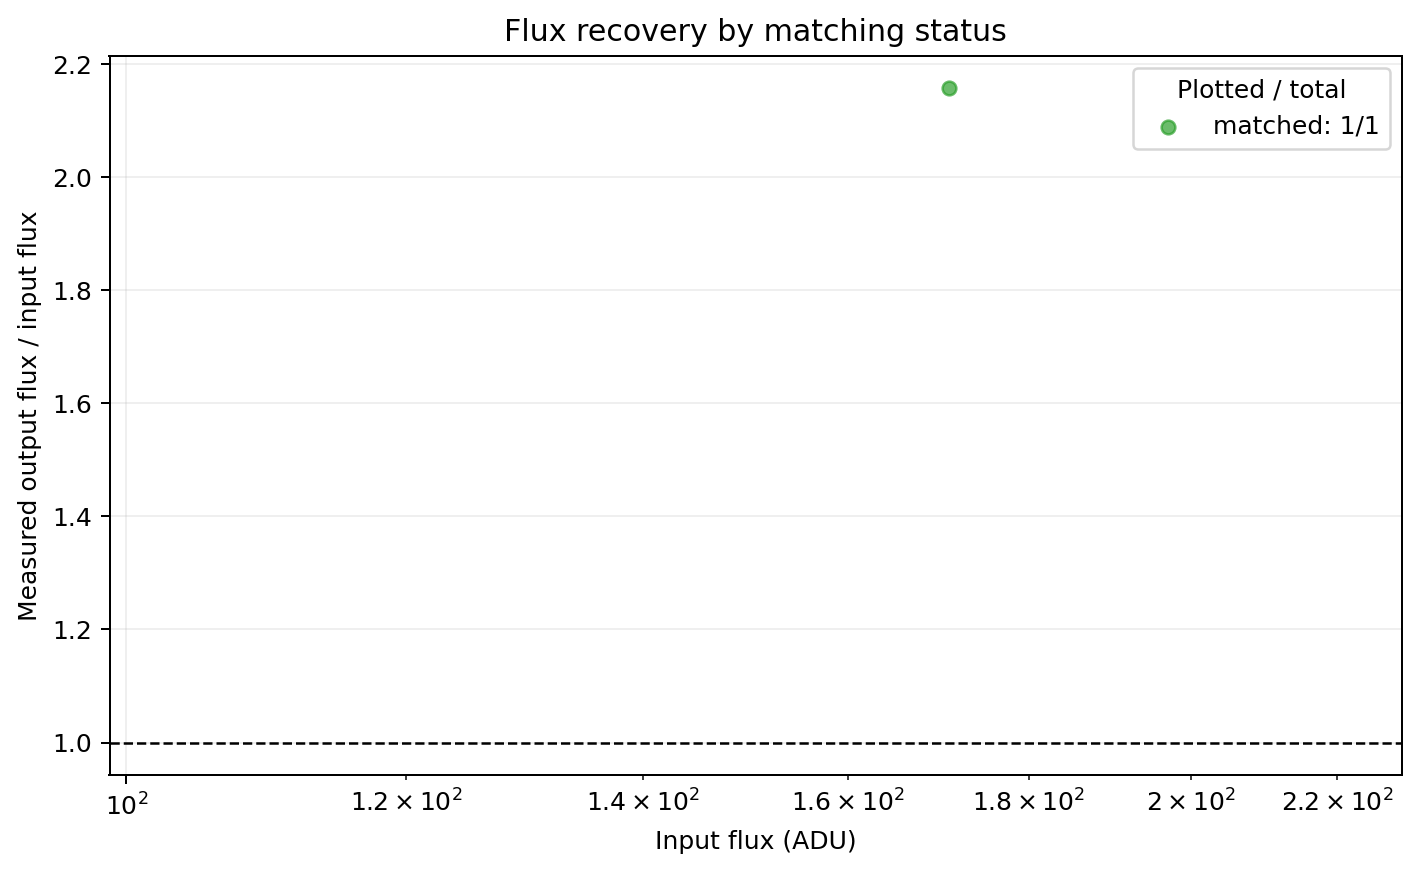 Flux recovery by matching status
Measured output flux / input flux
2.2
2.0
1.8
1.6
1.4
1.2
1.0
Plotted / total
matched: 1/1
10²
1.2 × 10²
1.4 × 10²
1.6 × 10²
1.8 × 10²
2 × 10²
2.2 × 10²
Input flux (ADU)